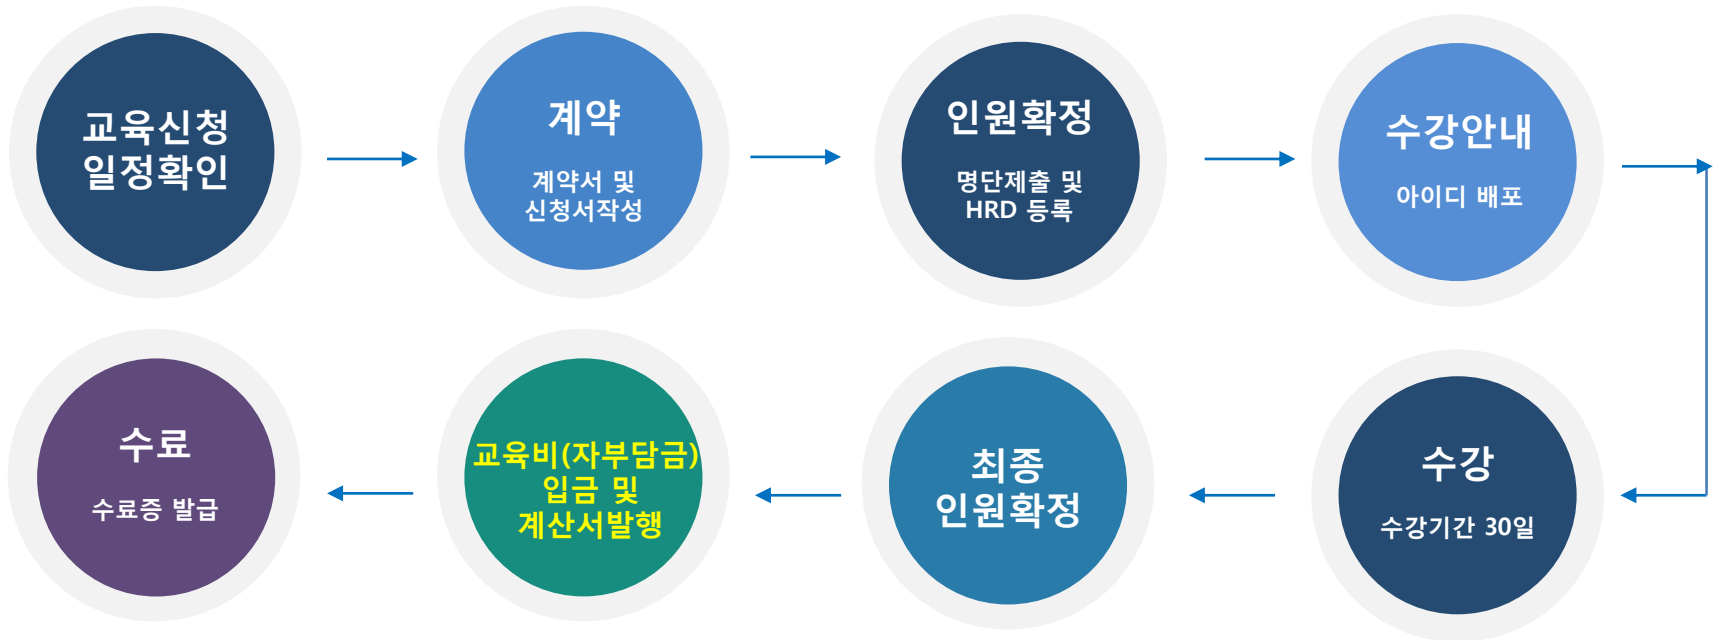 교육신청
일정확인
계약
계약서 및
신청서작성
인원확정
명단제출 및
HRD 등록
수강안내
아이디 배포
수강
수강기간 30일
최종
인원확정
교육비(자부담금)
입금 및
계산서발행
수료
수료증 발급